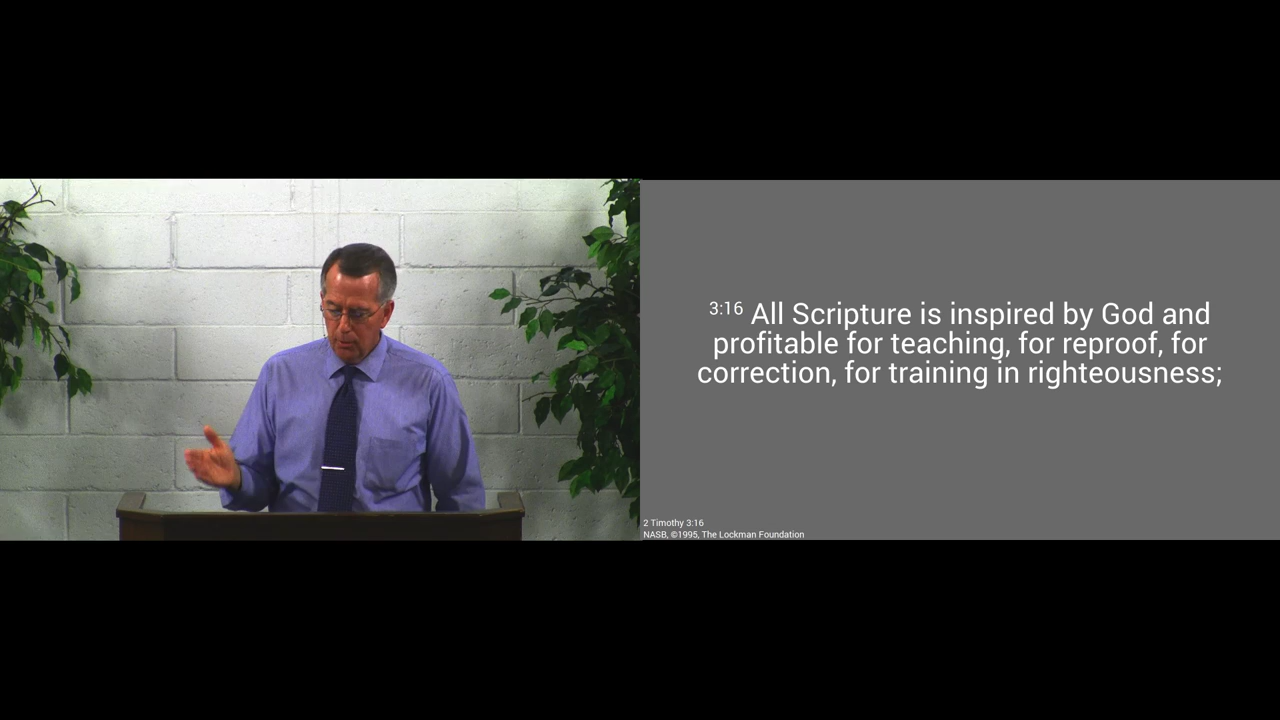 3:16 All Scripture is inspired by God and
profitable for teaching, for reproof, for
correction, for training in righteousness;
2 Timothy 3:16
NASB, ©1995, The Lockman Foundation